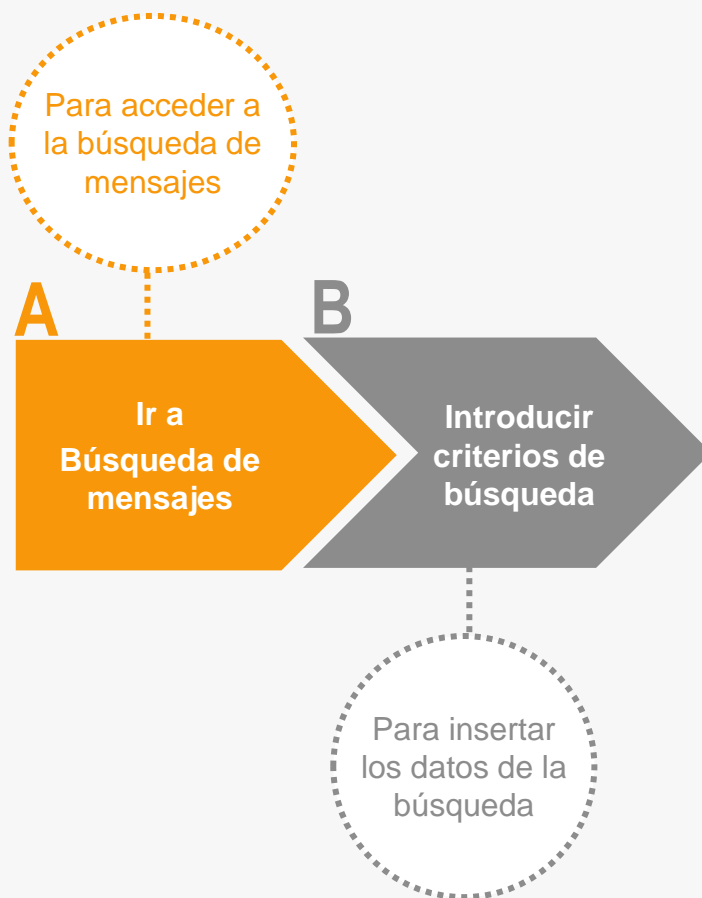 Para acceder a
la búsqueda de
mensajes
A
Ir a
Búsqueda de
mensajes
B
Introducir
criterios de
búsqueda
Para insertar
los datos de la
búsqueda